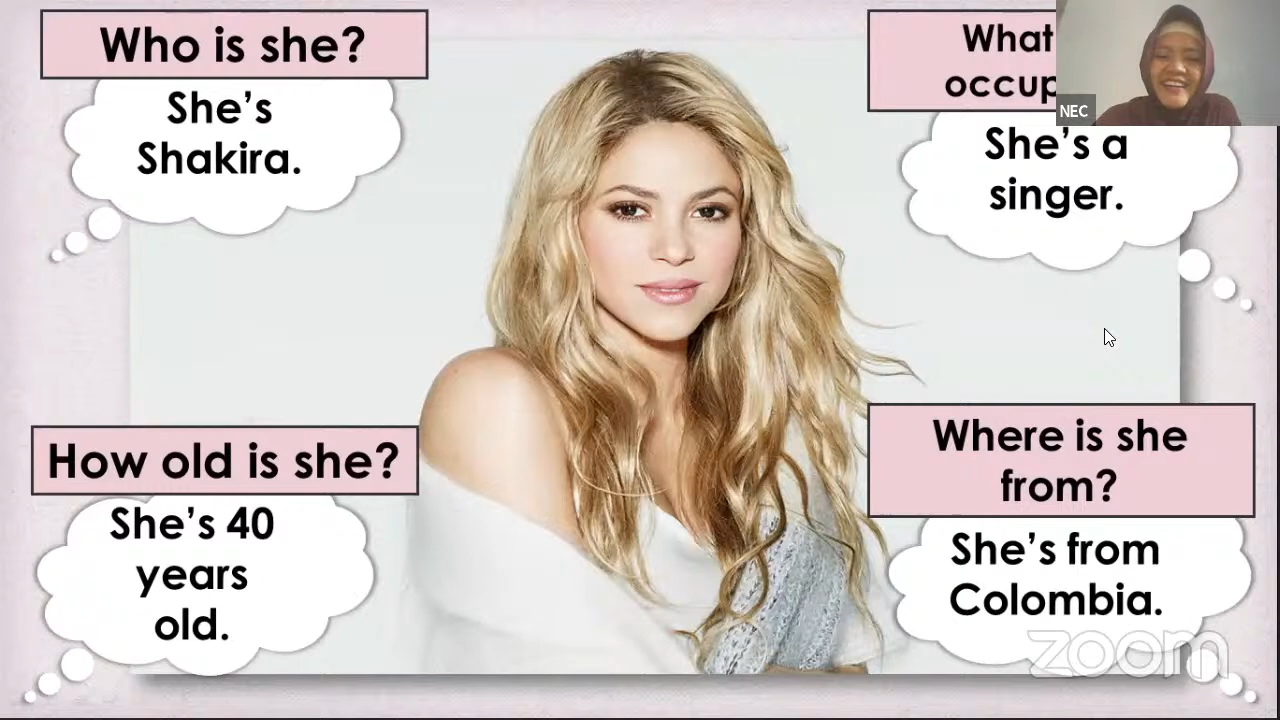 Who is she?
She's
Shakira.
What
She's a
singer.
NEC
How old is she?
She's 40
years
old.
Where is she
from?
She's from
Colombia.
zoom